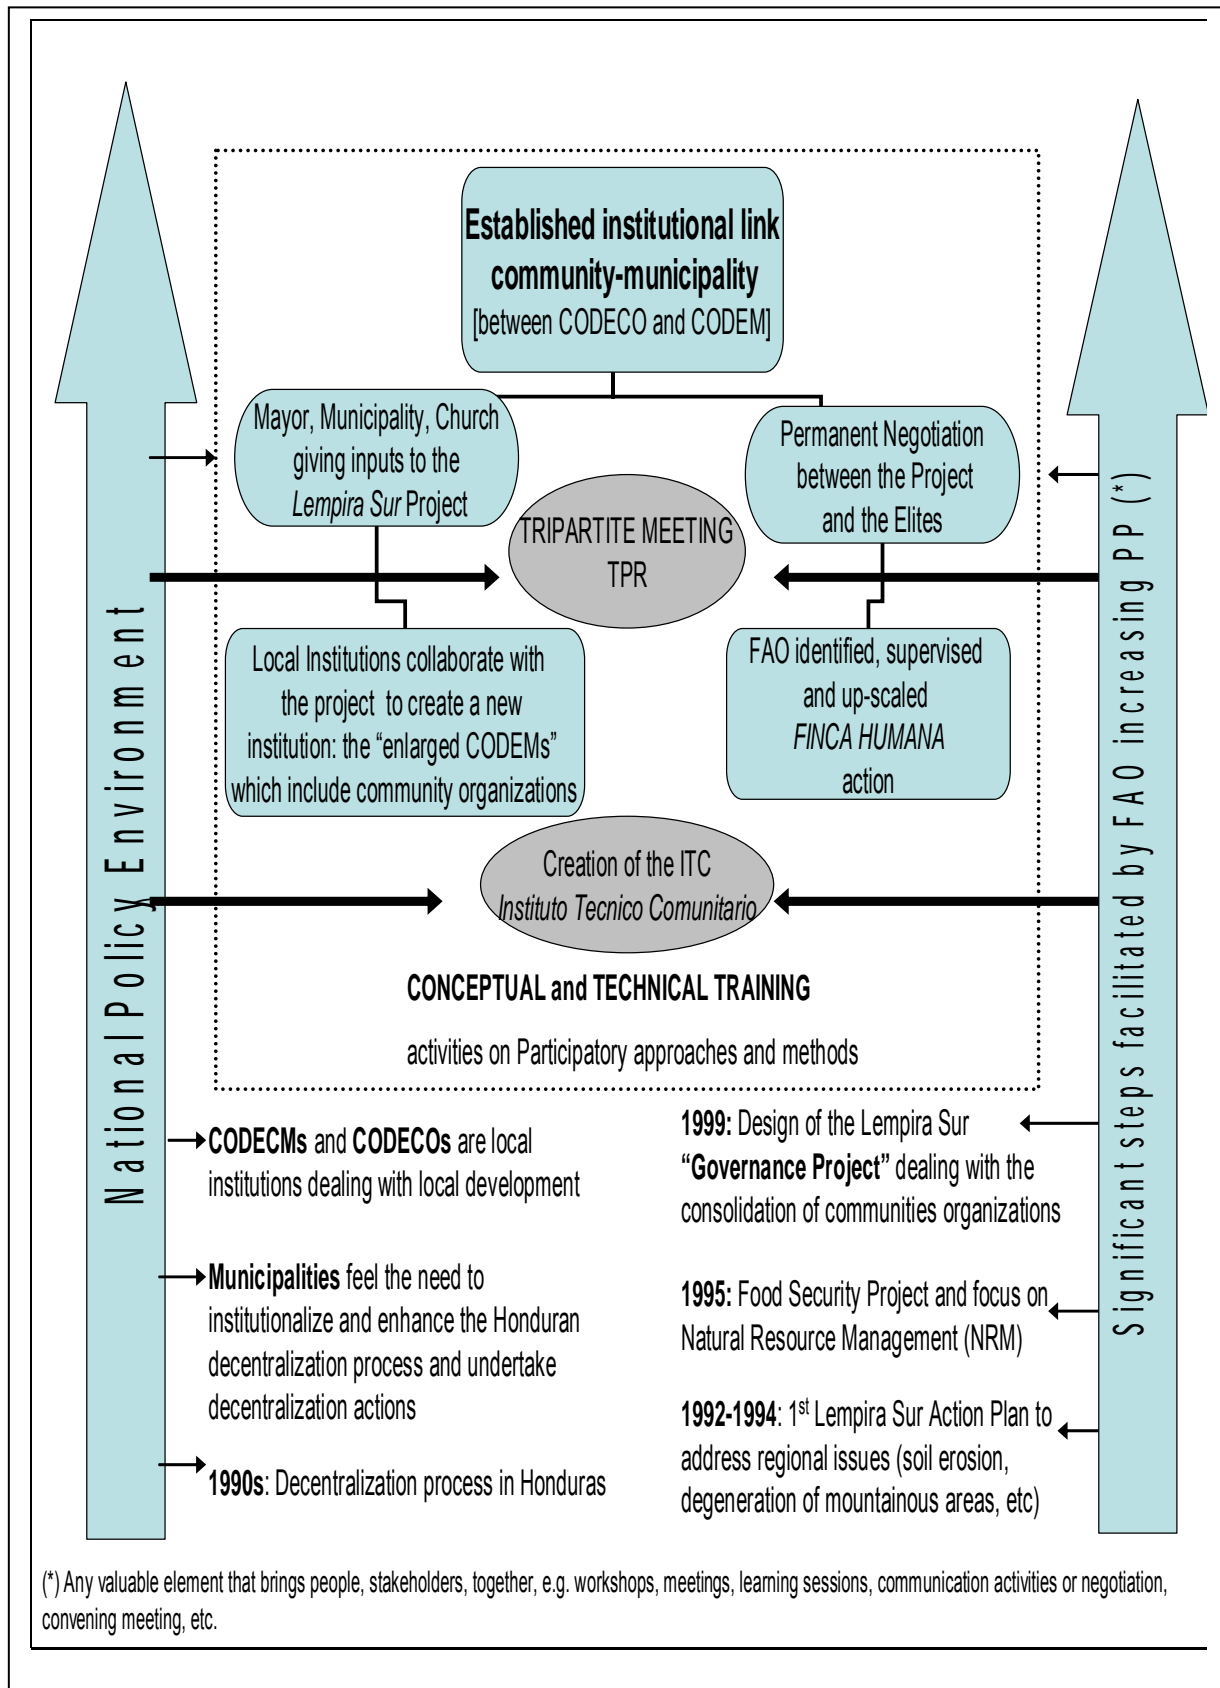 Established institutional link
community-municipality
[between CODECO and CODEM]
Mayor, Municipality, Church
giving inputs to the
Lempira Sur Project
Permanent Negotiation
between the Project
and the Elites
TRIPARTITE MEETING
TPR
Local Institutions collaborate with
the project to create a new
institution: the “enlarged CODEMs”
which include community organizations
FAO identified, supervised
and up-scaled
FINCA HUMANA
action
Creation of the ITC
Instituto Tecnico Comunitario
CONCEPTUAL and TECHNICAL TRAINING
activities on Participatory approaches and methods
National Policy Environment
Significant steps facilitated by FAO increasing PP (*)
CODECMs and CODECOs are local
institutions dealing with local development
Municipalities feel the need to
institutionalize and enhance the Honduran
decentralization process and undertake
decentralization actions
1990s: Decentralization process in Honduras
1999: Design of the Lempira Sur
“Governance Project” dealing with the
consolidation of communities organizations
1995: Food Security Project and focus on
Natural Resource Management (NRM)
1992-1994: 1st Lempira Sur Action Plan to
address regional issues (soil erosion,
degeneration of mountainous areas, etc)
(*) Any valuable element that brings people, stakeholders, together, e.g. workshops, meetings, learning sessions, communication activities or negotiation,
convening meeting, etc.